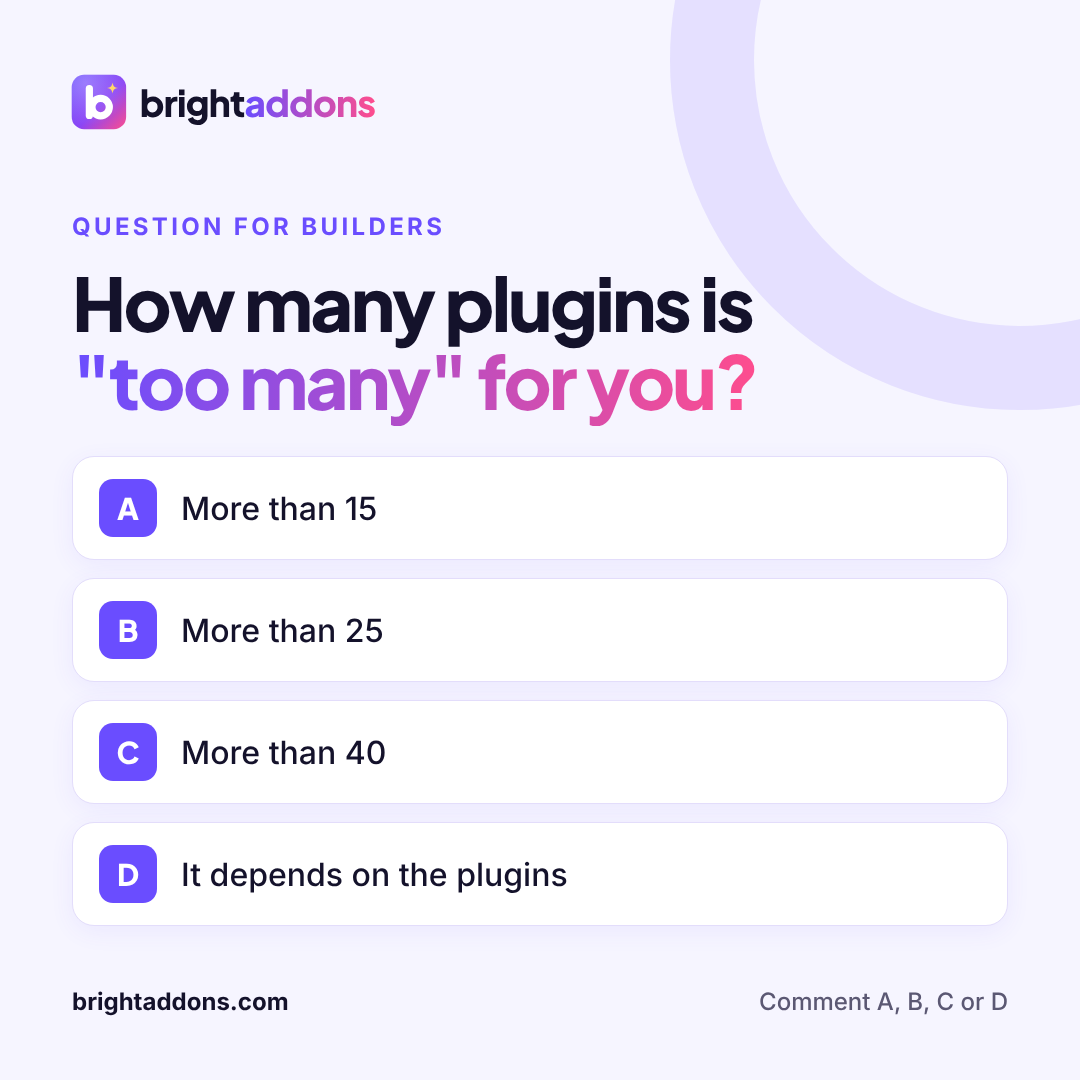 b brightaddons
QUESTION FOR BUILDERS
How many plugins is
"too many" for you?
A More than 15
B More than 25
C More than 40
D It depends on the plugins
brightaddons.com
Comment A, B, C or D